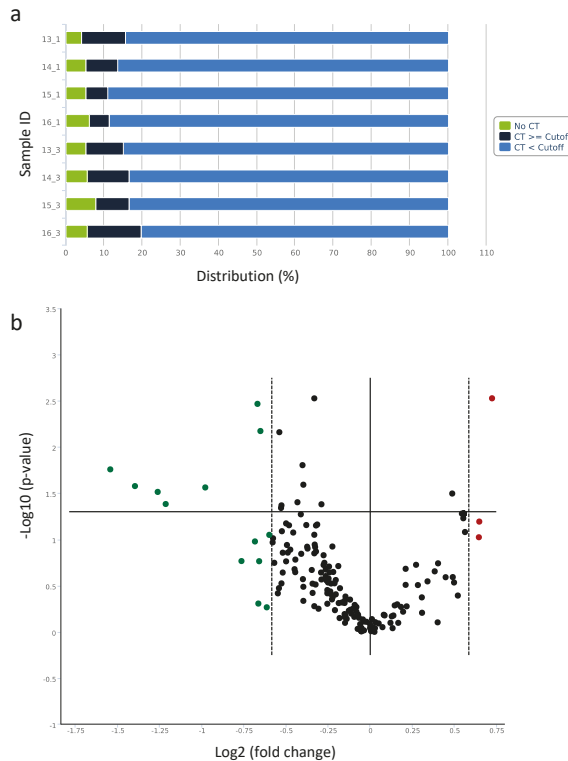 a
Sample ID
13_1
14_1
15_1
16_1
13_3
14_3
15_3
16_3
0 10 20 30 40 50 60 70 80 90 100 110
Distribution (%)
No CT
CT >= Cutoff
CT < Cutoff
b
-Log10 (p-value)
3.5
3
2.5
2
1.5
1
0.5
0
-0.5
-1
-1.75 -1.5 -1.25 -1 -0.75 -0.5 -0.25 0 0.25 0.5 0.75
Log2 (fold change)